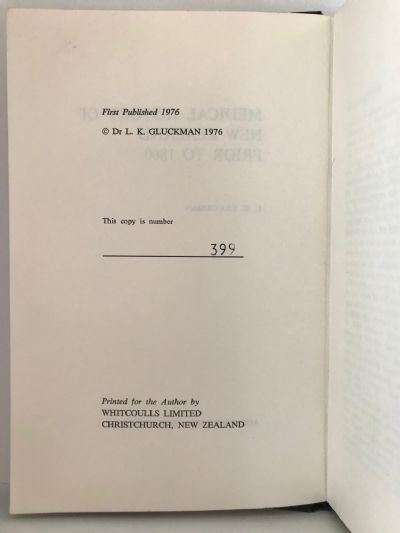 First Published 1976
© Dr L. K. GLUCKMAN 1976
This copy is number
399
Printed for the Author by
WHITCOULLS LIMITED
CHRISTCHURCH, NEW ZEALAND